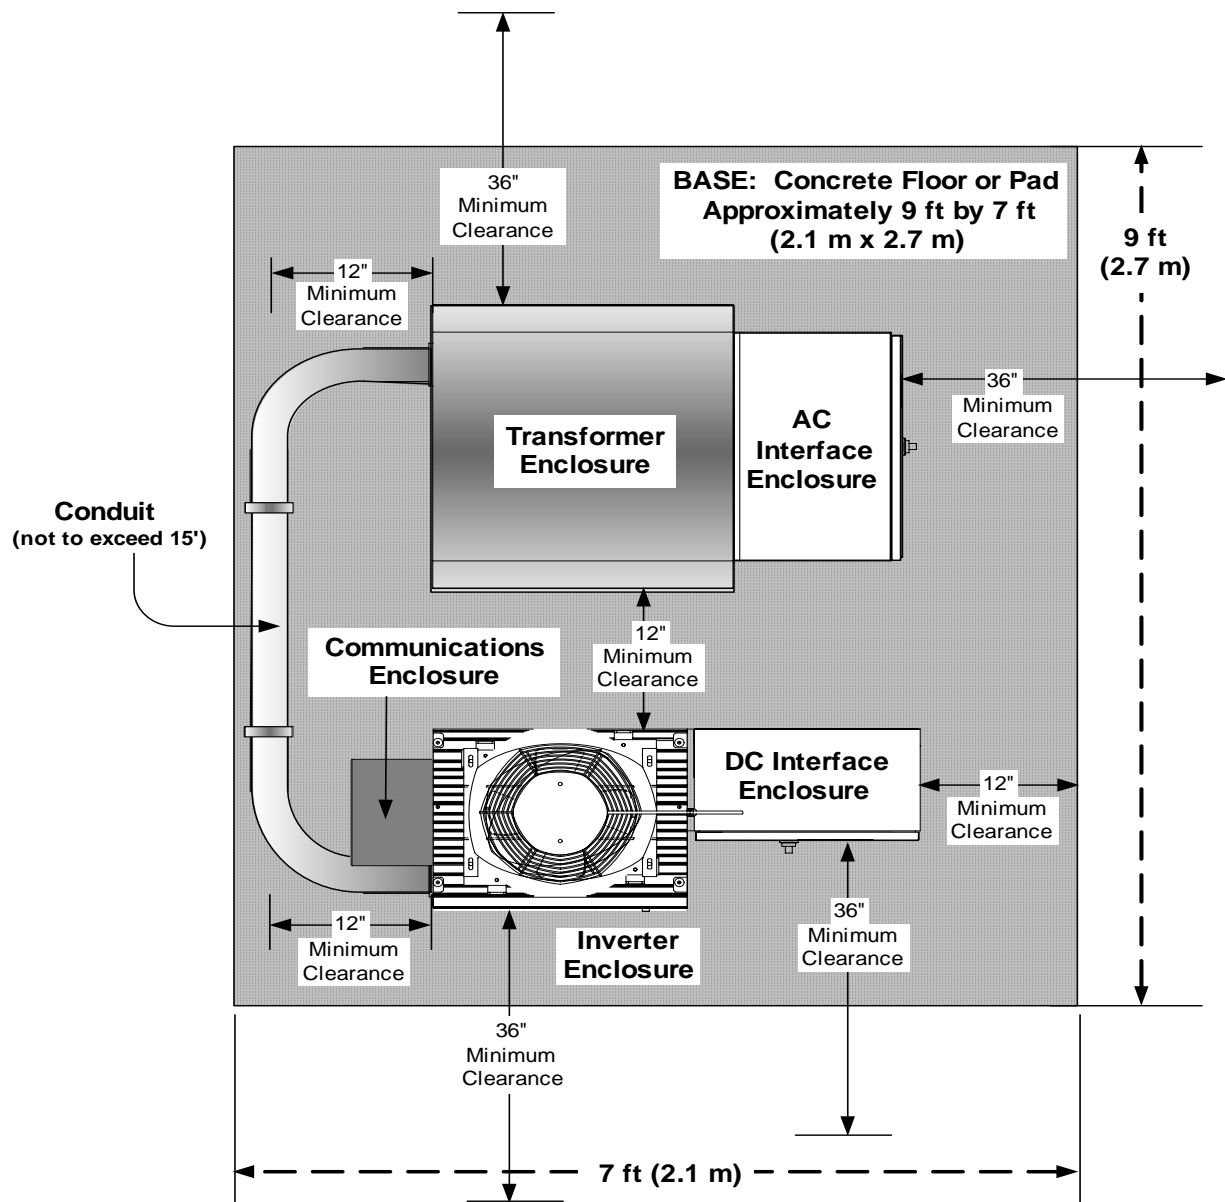 36"
Minimum
Clearance
BASE: Concrete Floor or Pad
Approximately 9 ft by 7 ft
(2.1 m x 2.7 m)
9 ft
(2.7 m)
12"
Minimum
Clearance
36"
Minimum
Clearance
Transformer
Enclosure
AC
Interface
Enclosure
Conduit
(not to exceed 15')
12"
Minimum
Clearance
Communications
Enclosure
DC Interface
Enclosure
12"
Minimum
Clearance
12"
Minimum
Clearance
Inverter
Enclosure
36"
Minimum
Clearance
36"
Minimum
Clearance
7 ft (2.1 m)